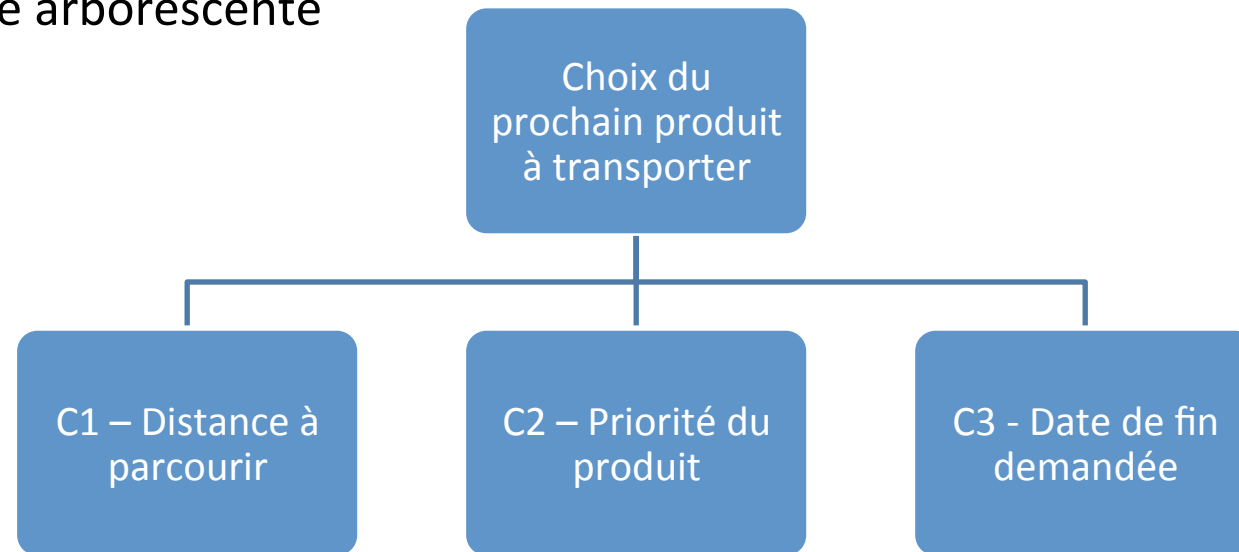 e arborescente
Choix du
prochain produit
à transporter
C1 – Distance à
parcourir
C2 – Priorité du
produit
C3 - Date de fin
demandée